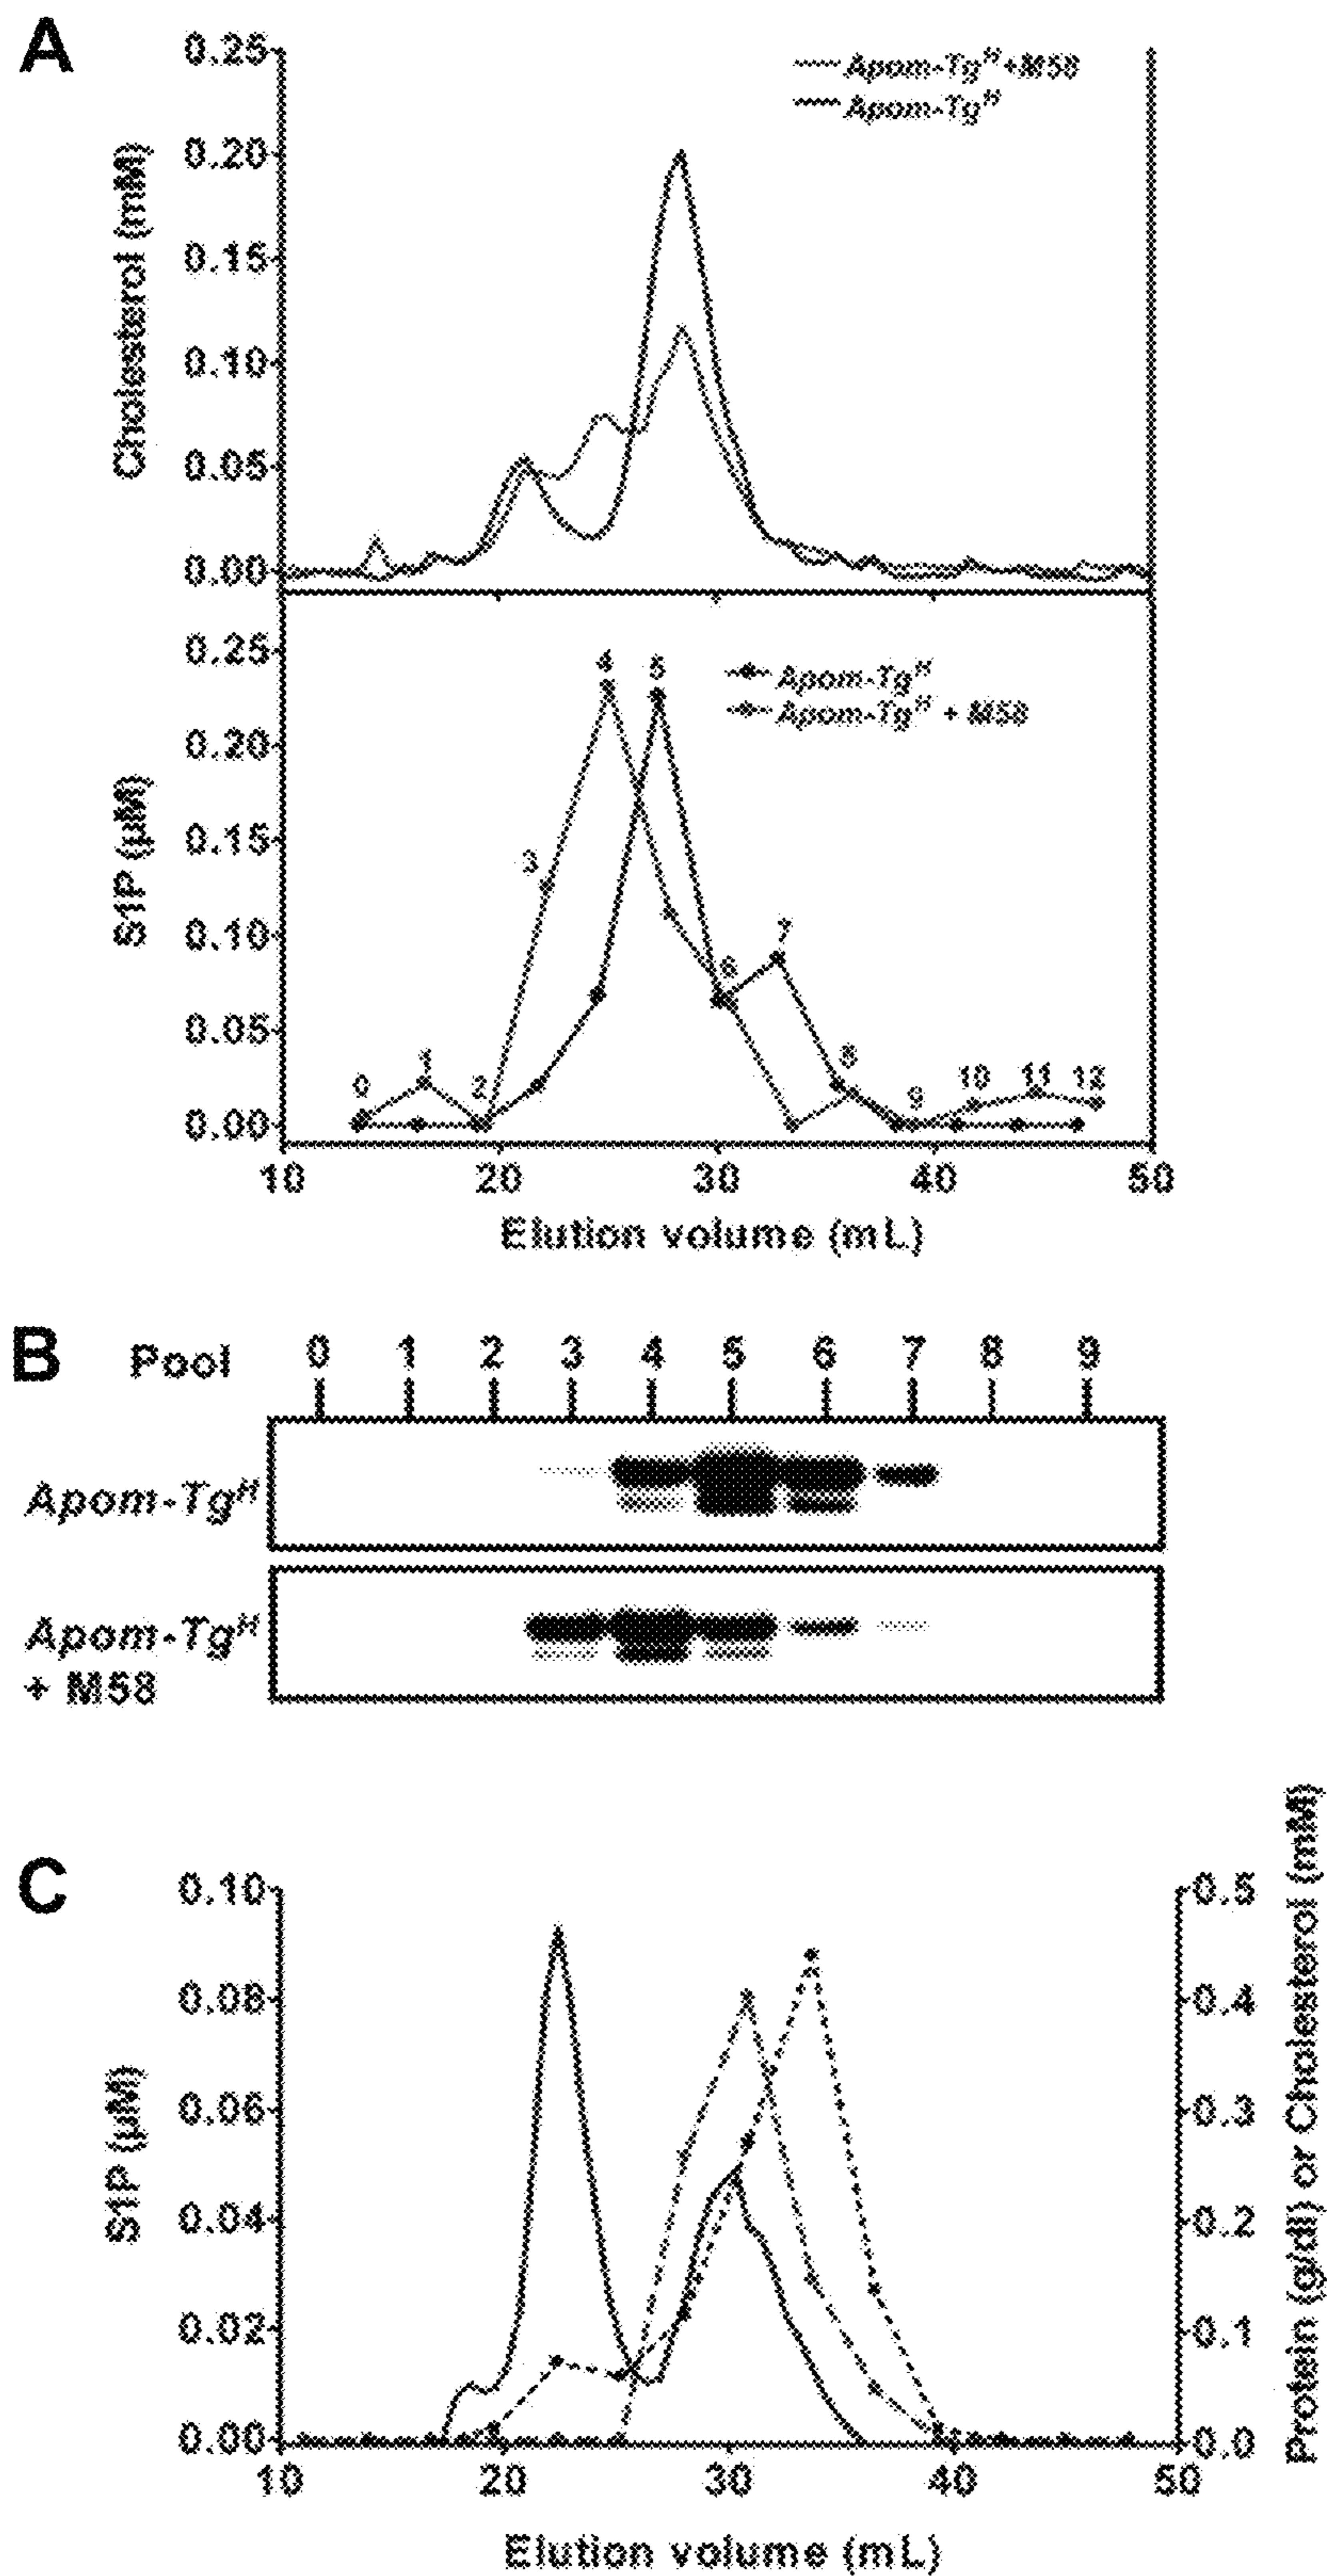 A
0.25
0.20
0.15
0.10
0.05
0.00
Cholesterol (mM)
Apom-Tg^H+M58
Apom-Tg^H
0.25
0.20
0.15
0.10
0.05
0.00
S1P (µM)
Apom-Tg^H
Apom-Tg^H + M58
0 1 2 3 4 5 6 7 8 9 10 11 12
10 20 30 40 50
Elution volume (mL)
B
Pool 0 1 2 3 4 5 6 7 8 9
Apom-Tg^H
Apom-Tg^H
+ M58
C
0.10
0.08
0.06
0.04
0.02
0.00
S1P (µM)
0.5
0.4
0.3
0.2
0.1
0.0
Protein (g/dl) or Cholesterol (mM)
10 20 30 40 50
Elution volume (mL)